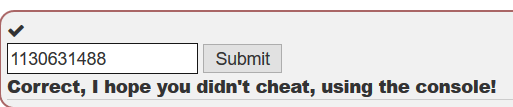 1130631488 Submit
Correct, I hope you didn't cheat, using the console!